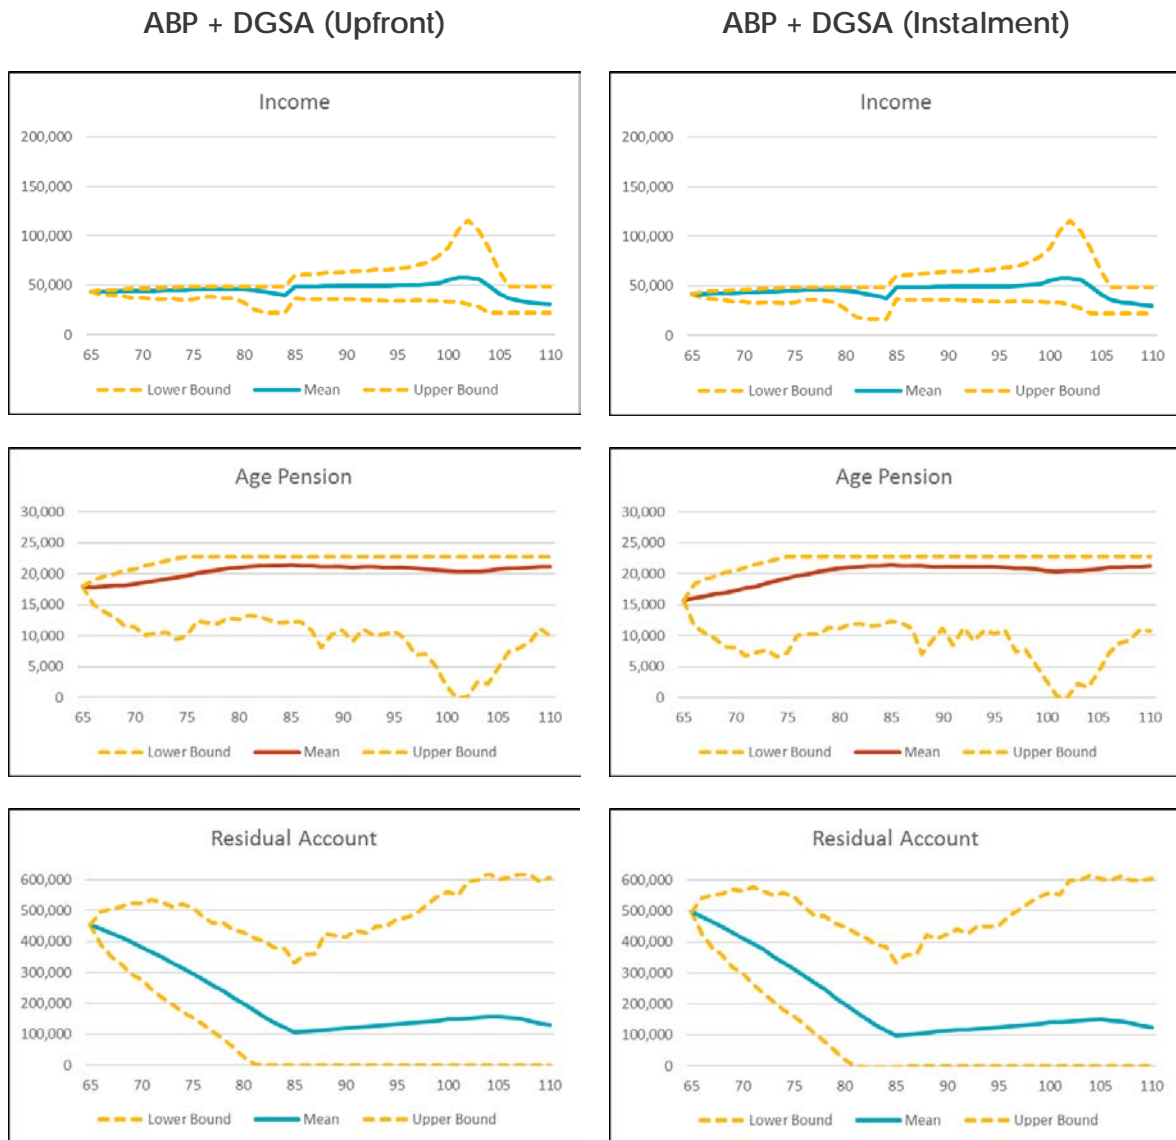 ABP + DGSA (Upfront)
ABP + DGSA (Instalment)
Income
200,000
150,000
100,000
50,000
0
65 70 75 80 85 90 95 100 105 110
Lower Bound Mean Upper Bound
Income
200,000
150,000
100,000
50,000
0
65 70 75 80 85 90 95 100 105 110
Lower Bound Mean Upper Bound
Age Pension
30,000
25,000
20,000
15,000
10,000
5,000
0
65 70 75 80 85 90 95 100 105 110
Lower Bound Mean Upper Bound
Age Pension
30,000
25,000
20,000
15,000
10,000
5,000
0
65 70 75 80 85 90 95 100 105 110
Lower Bound Mean Upper Bound
Residual Account
600,000
500,000
400,000
300,000
200,000
100,000
0
65 70 75 80 85 90 95 100 105 110
Lower Bound Mean Upper Bound
Residual Account
600,000
500,000
400,000
300,000
200,000
100,000
0
65 70 75 80 85 90 95 100 105 110
Lower Bound Mean Upper Bound